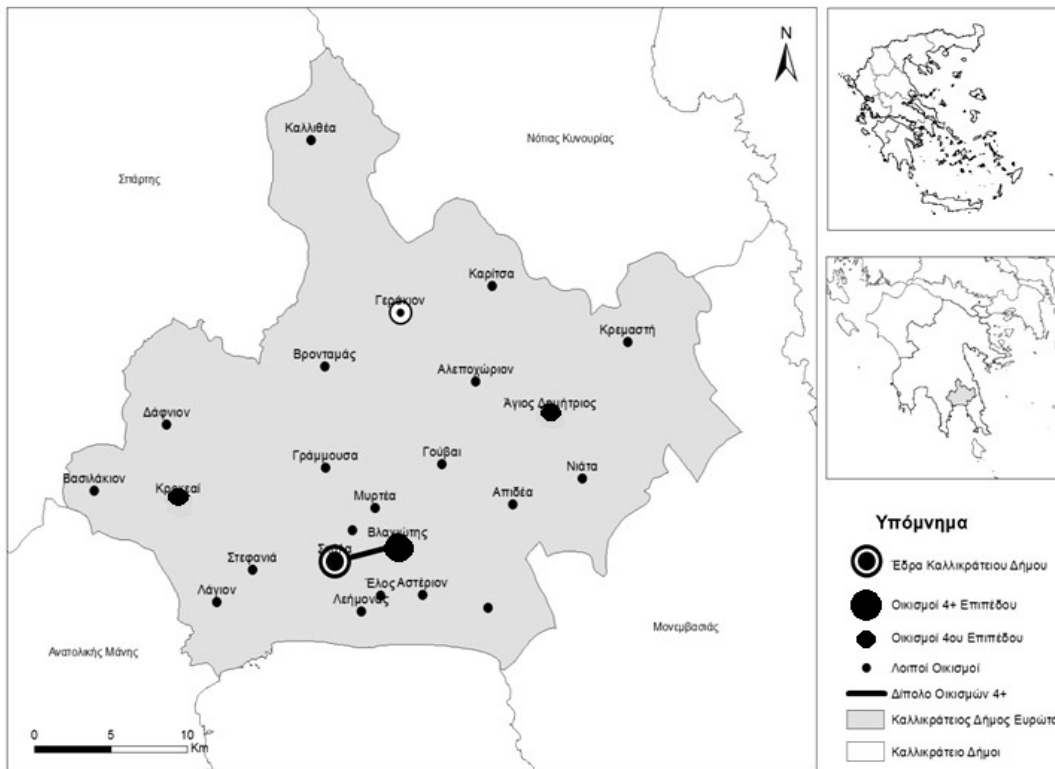 N
Καλλιθέα
Νότιας Κυνουρίας
Σπάρτης
Καρίτσα
Γεράκιον
Κρεμαστή
Βρονταμάς
Αλεποχώριον
Άγιος Δημήτριος
Δάφνιον
Γούβαι
Γράμμουσα
Νιάτα
Βασιλάκιον
Κροκεαί
Μυρτέα
Απιδέα
Βλαχιώτης
Στεφανιά
Έλος
Αστέριον
Λάγιον
Λεήμονας
Μονεμβασιάς
Ανατολικής Μάνης
0 5 10
Km
Υπόμνημα
Έδρα Καλλικράτειου Δήμου
Οικισμοί 4+ Επιπέδου
Οικισμοί 4ου Επιπέδου
Λοιποί Οικισμοί
Δίπολο Οικισμών 4+
Καλλικράτειος Δήμος Ευρώτα
Καλλικράτειο Δήμοι